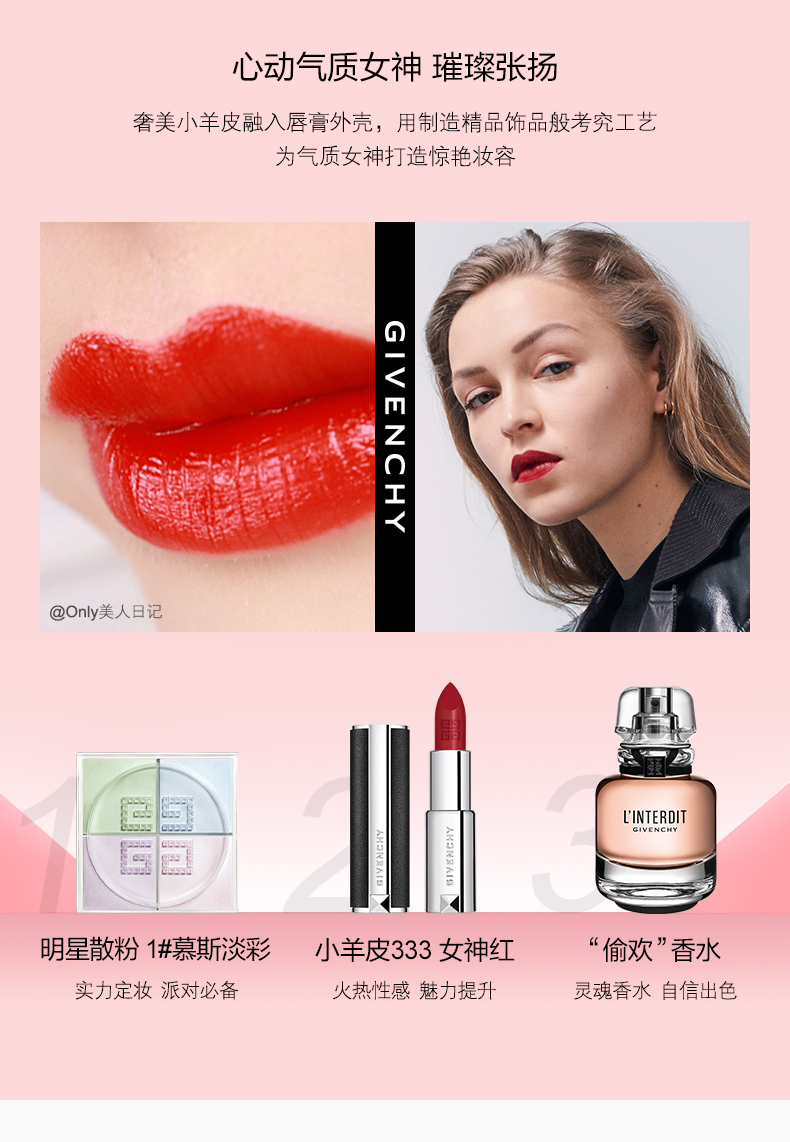 心动气质女神 璀璨张扬
奢美小羊皮融入唇膏外壳，用制造精品饰品般考究工艺
为气质女神打造惊艳妆容
GIVENCHY
@Only美人日记
1
2
3
GIVENCHY
GIVENCHY
L'INTERDIT
GIVENCHY
明星散粉 1#慕斯淡彩
小羊皮333 女神红
“偷欢”香水
实力定妆 派对必备
火热性感 魅力提升
灵魂香水 自信出色